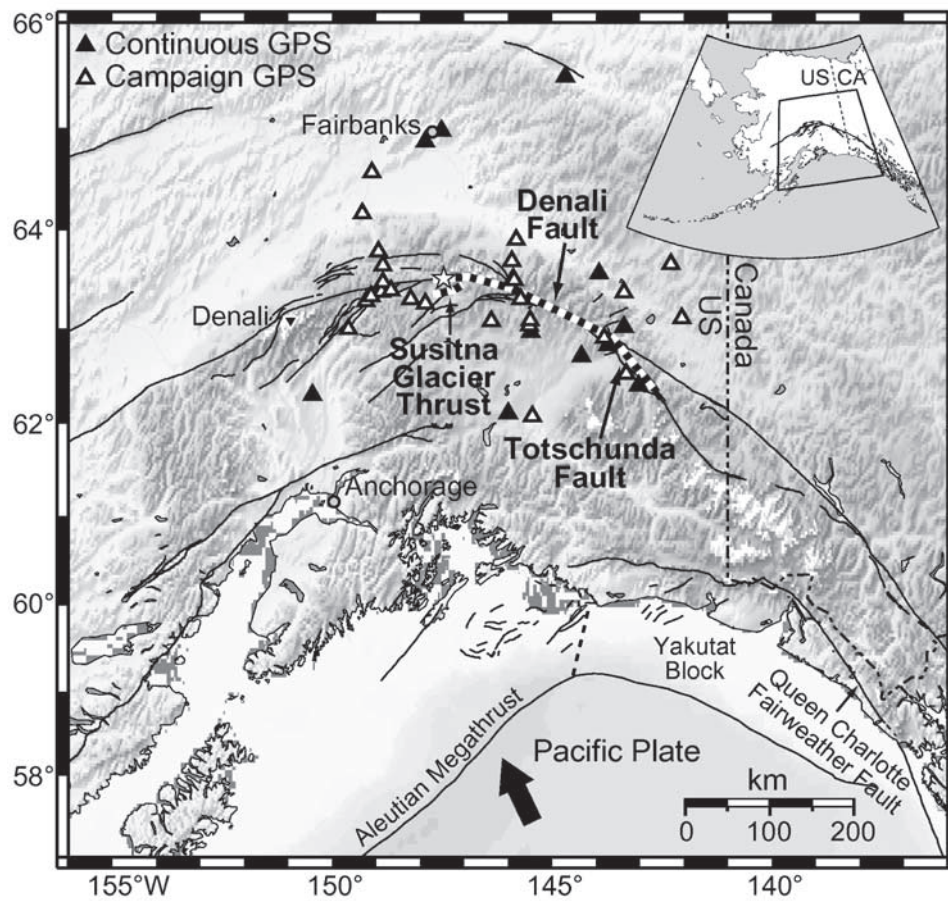 66°
Continuous GPS
Campaign GPS
US CA
Fairbanks
64°
Denali
Fault
Canada
US
Denali
Susitna
Glacier
Thrust
62°
Totschunda
Fault
Anchorage
60°
Yakutat
Block
Queen Charlotte
Fairweather Fault
Aleutian Megathrust
Pacific Plate
58°
km
0 100 200
155°W 150° 145° 140°